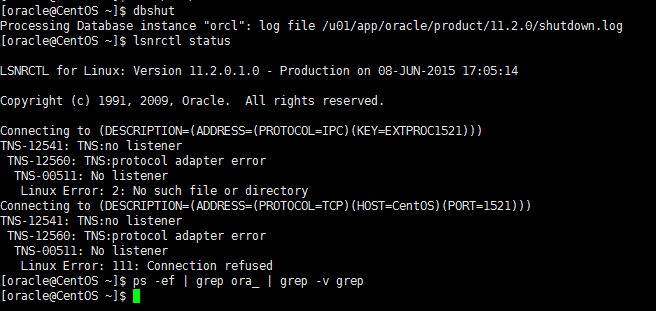 [oracle@CentOS ~]$ dbshut
Processing Database instance "orcl": log file /u01/app/oracle/product/11.2.0/shutdown.log
[oracle@CentOS ~]$ lsnrctl status
LSNRCTL for Linux: Version 11.2.0.1.0 - Production on 08-JUN-2015 17:05:14
Copyright (c) 1991, 2009, Oracle.  All rights reserved.
Connecting to (DESCRIPTION=(ADDRESS=(PROTOCOL=IPC)(KEY=EXTPROC1521)))
TNS-12541: TNS:no listener
 TNS-12560: TNS:protocol adapter error
  TNS-00511: No listener
   Linux Error: 2: No such file or directory
Connecting to (DESCRIPTION=(ADDRESS=(PROTOCOL=TCP)(HOST=CentOS)(PORT=1521)))
TNS-12541: TNS:no listener
 TNS-12560: TNS:protocol adapter error
  TNS-00511: No listener
   Linux Error: 111: Connection refused
[oracle@CentOS ~]$ ps -ef | grep ora_ | grep -v grep
[oracle@CentOS ~]$